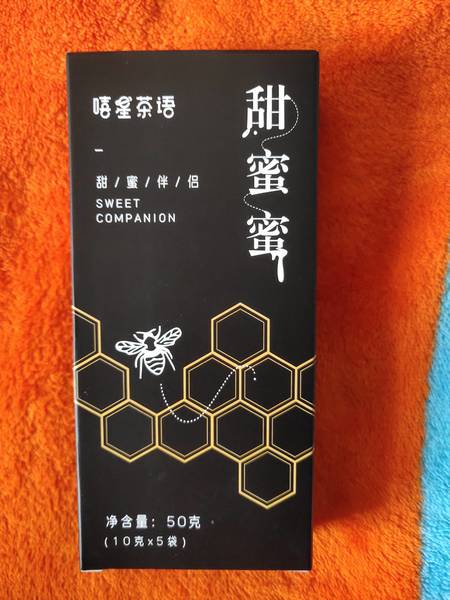 嘻星茶语
甜/蜜/伴/侣
SWEET
COMPANION
甜蜜蜜
净含量：50克
(10克x5袋)